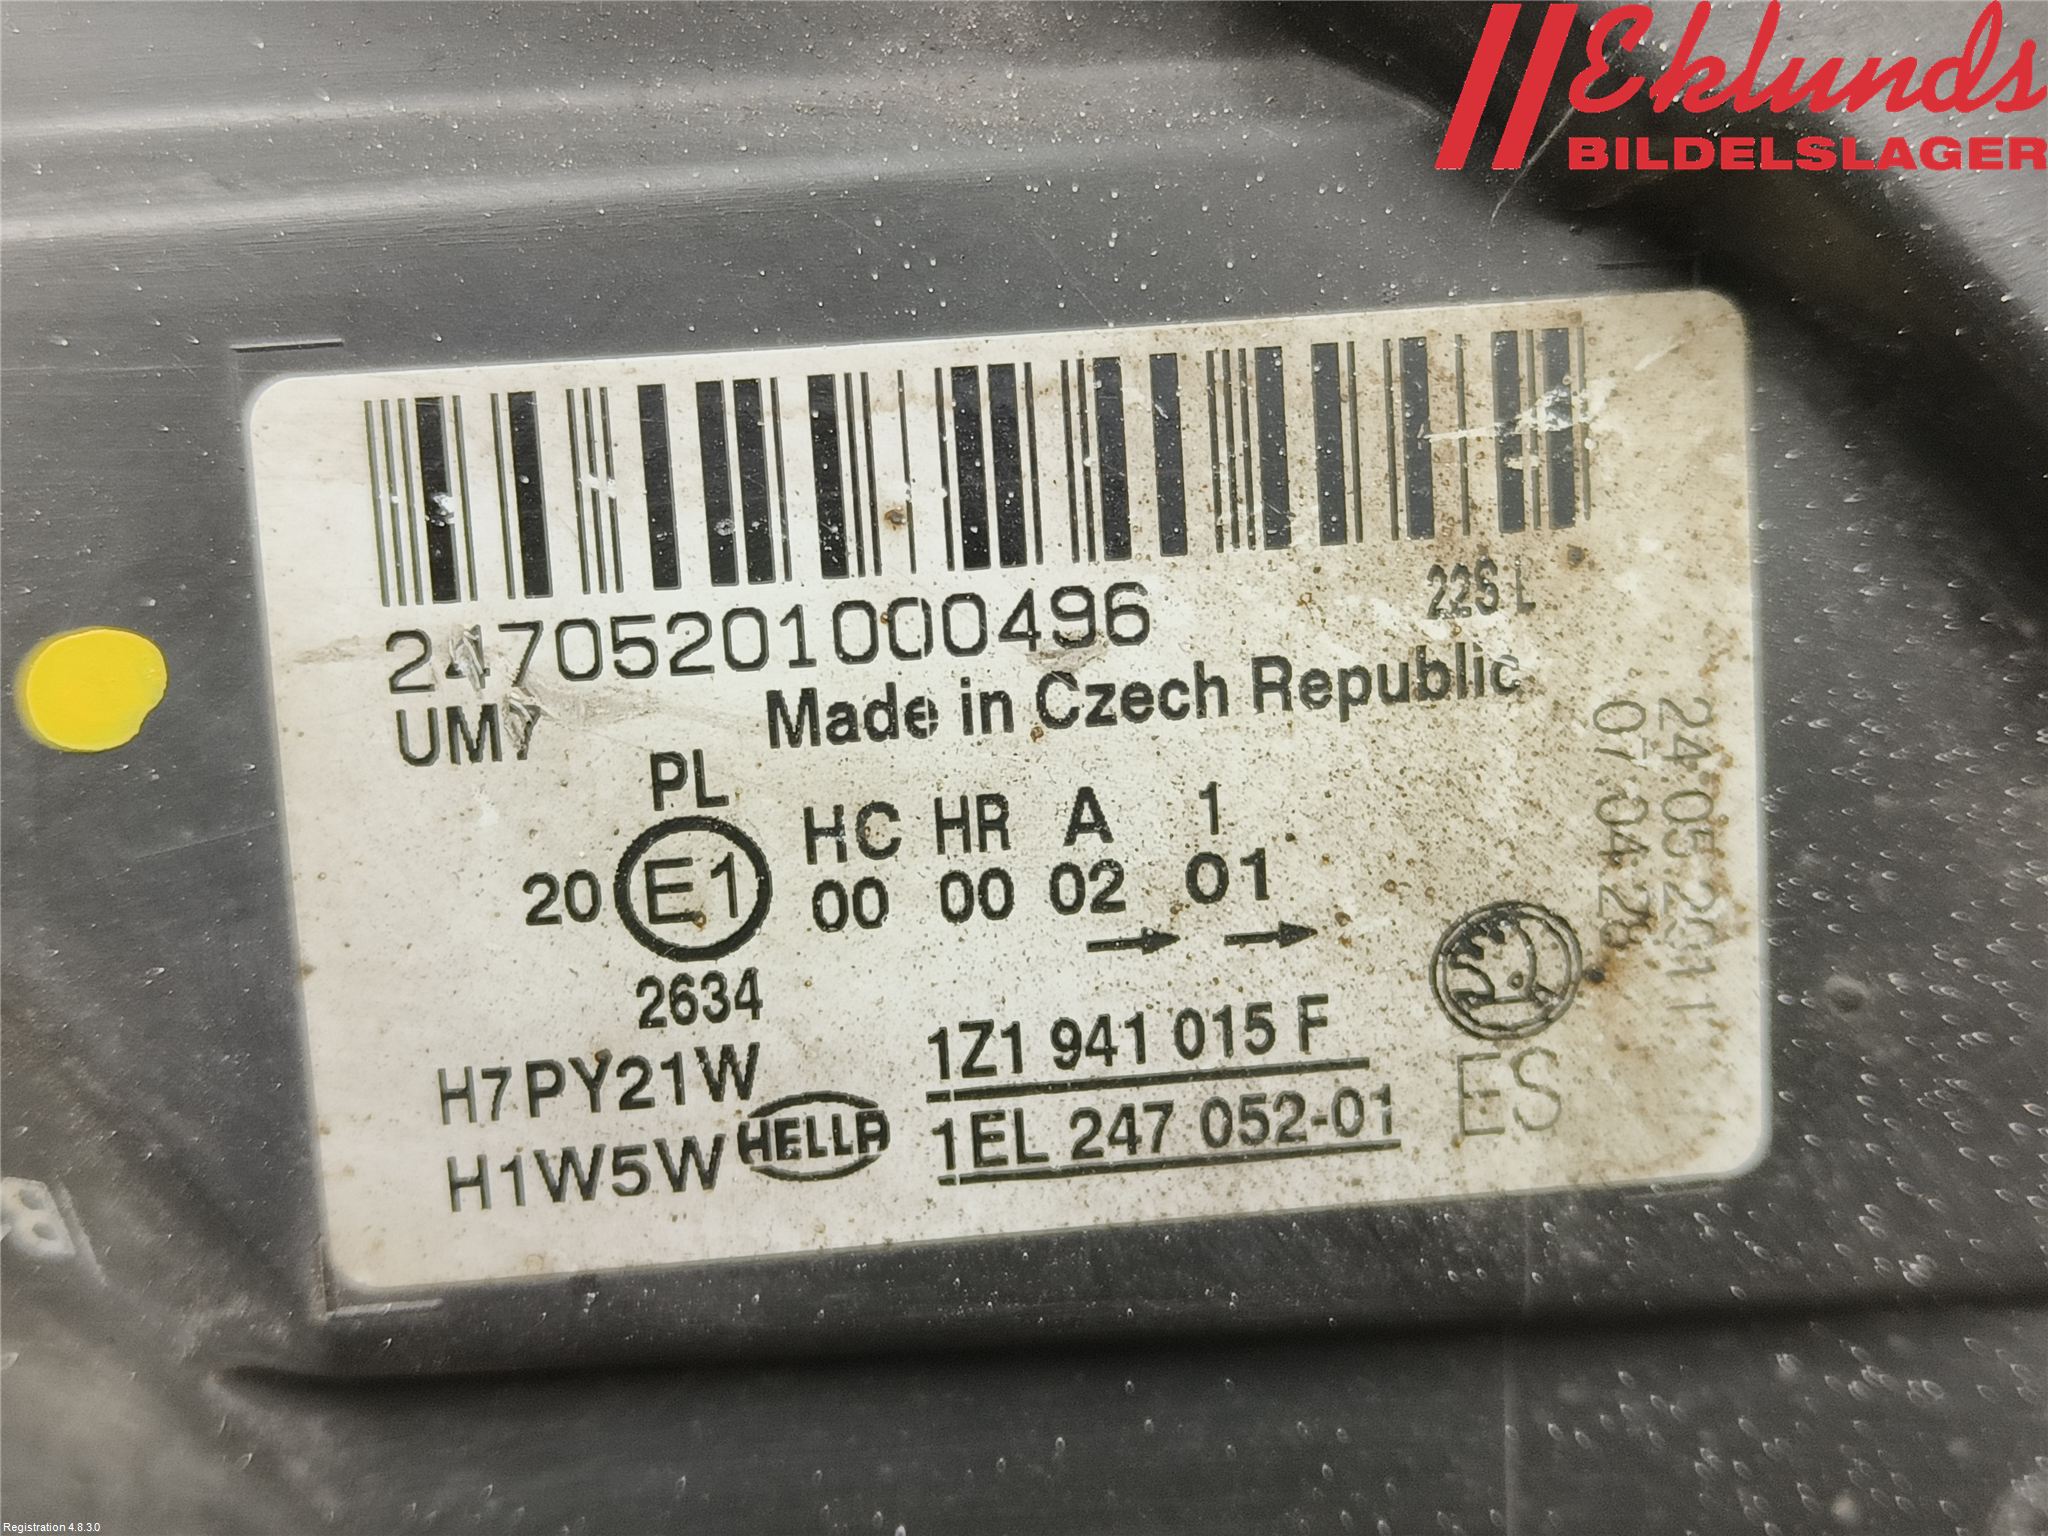 Eklunds
BILDELSLAGER
24705201000496
22S L
UM7
Made in Czech Republic
PL
HC HR A 1
20 E1 00 00 02 01
2634
H7 PY21W
H1W5W
HELLA
1Z1 941 015 F
1EL 247 052-01
ES
24.05.2011
07:04:28
Registration 4.8.3.0